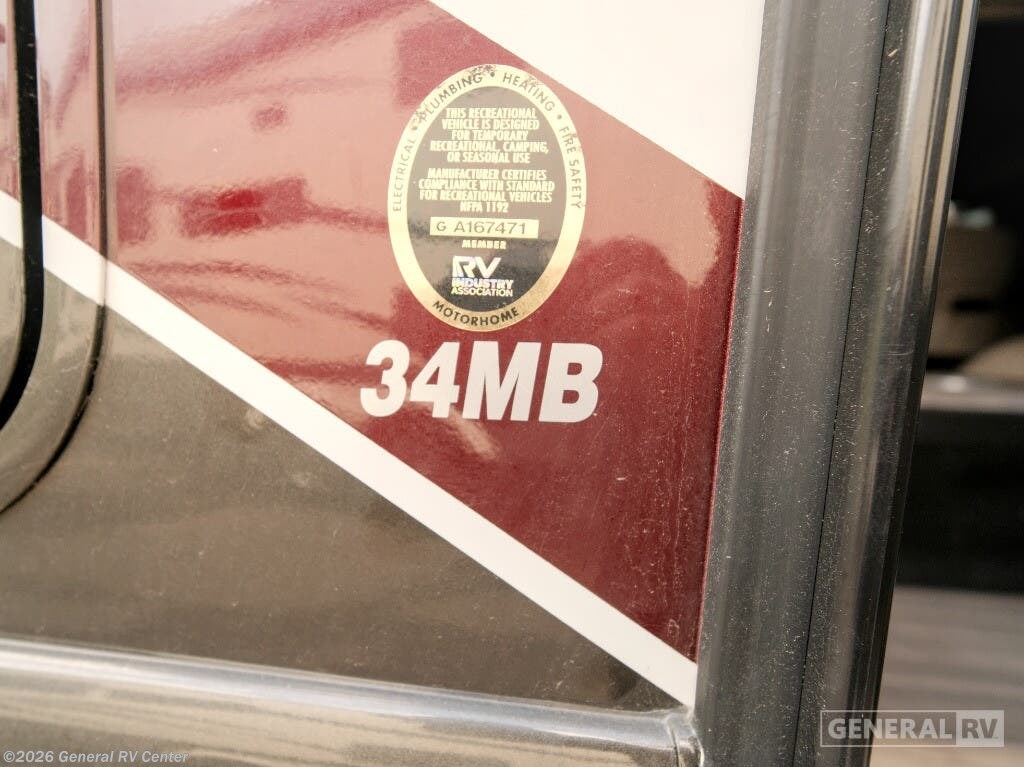 ELECTRICAL • PLUMBING • HEATING • FIRE SAFETY
THIS RECREATIONAL
VEHICLE IS DESIGNED
FOR TEMPORARY
RECREATIONAL, CAMPING,
OR SEASONAL USE
MANUFACTURER CERTIFIES
COMPLIANCE WITH STANDARD
FOR RECREATIONAL VEHICLES
NFPA 1192
G A167471
MEMBER
RV
INDUSTRY
ASSOCIATION
MOTORHOME
34MB
GENERAL RV
©2026 General RV Center